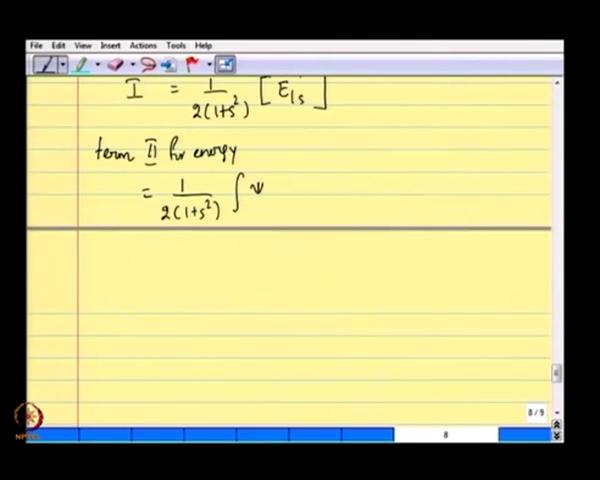 File Edit View Insert Actions Tools Help
I = 1/2(1+s²) [E1s]
term II for energy
= 1/2(1+s²) ∫ ψ
8/9
NPTEL
8